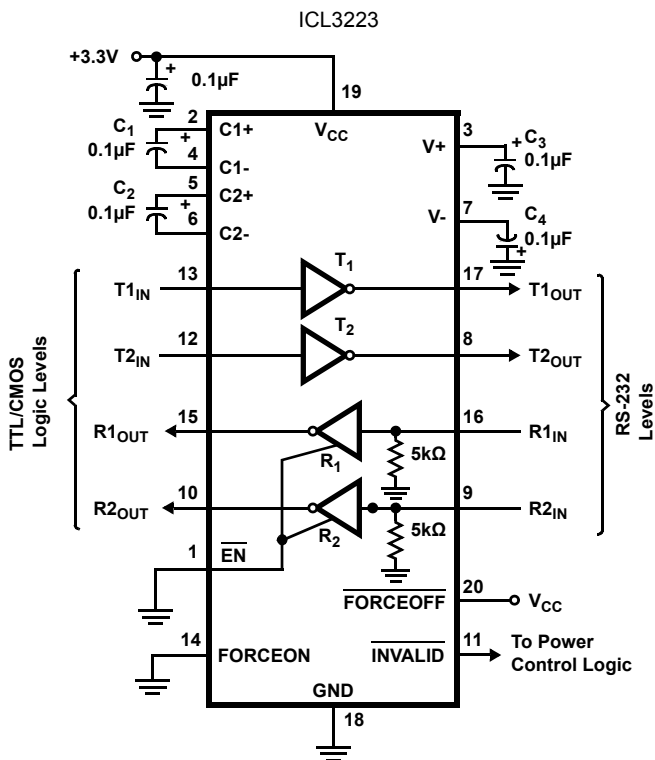 ICL3223
+3.3V
+
0.1µF
19
VCC
2
C1
0.1µF
+
C1+
4
C1-
5
C2
0.1µF
+
C2+
6
C2-
3
V+
+
C3
0.1µF
7
V-
C4
0.1µF
+
T1
13
T1IN
17
T1OUT
T2
12
T2IN
8
T2OUT
TTL/CMOS
Logic Levels
RS-232
Levels
15
R1OUT
R1
16
R1IN
5kΩ
10
R2OUT
R2
9
R2IN
5kΩ
1
EN
FORCEOFF
20
VCC
14
FORCEON
INVALID
11
To Power
Control Logic
GND
18